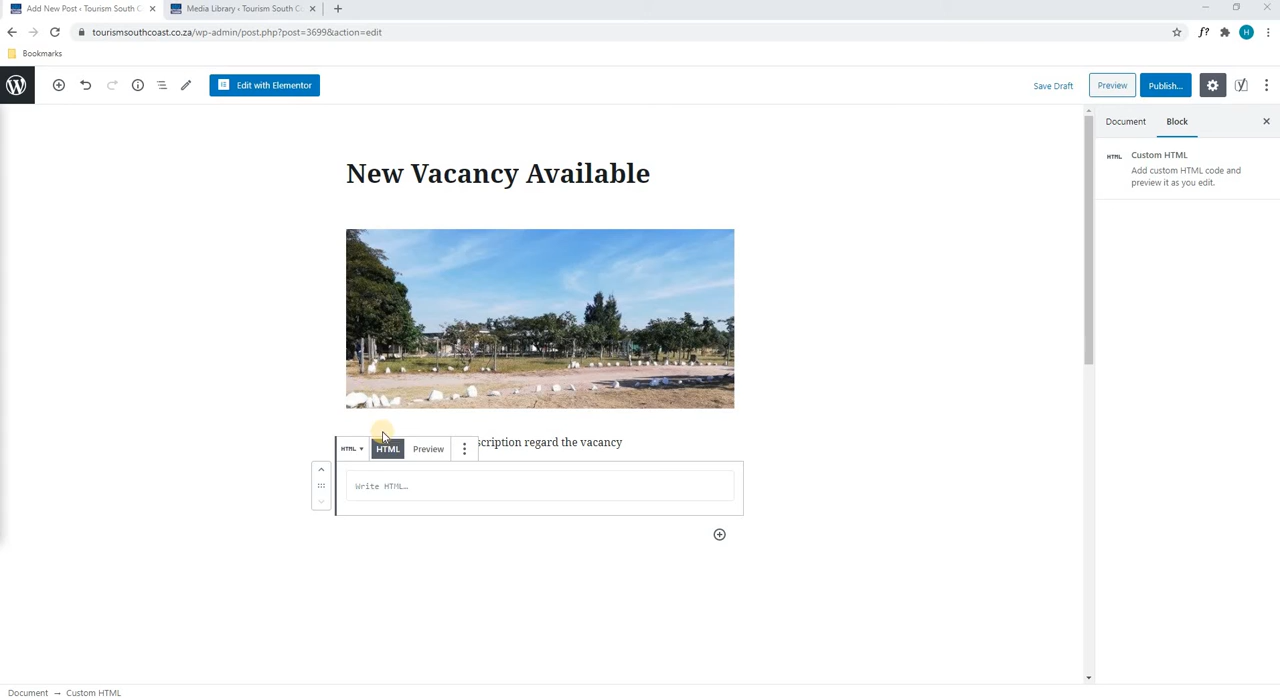 Add New Post ‹ Tourism South C
Media Library ‹ Tourism South C
tourismsouthcoast.co.za/wp-admin/post.php?post=3699&action=edit
f?
H
Bookmarks
Edit with Elementor
Save Draft
Preview
Publish...
Document
Block
New Vacancy Available
HTML
Custom HTML
Add custom HTML code and
preview it as you edit.
scription regard the vacancy
HTML
HTML
Preview
Write HTML…
Document → Custom HTML